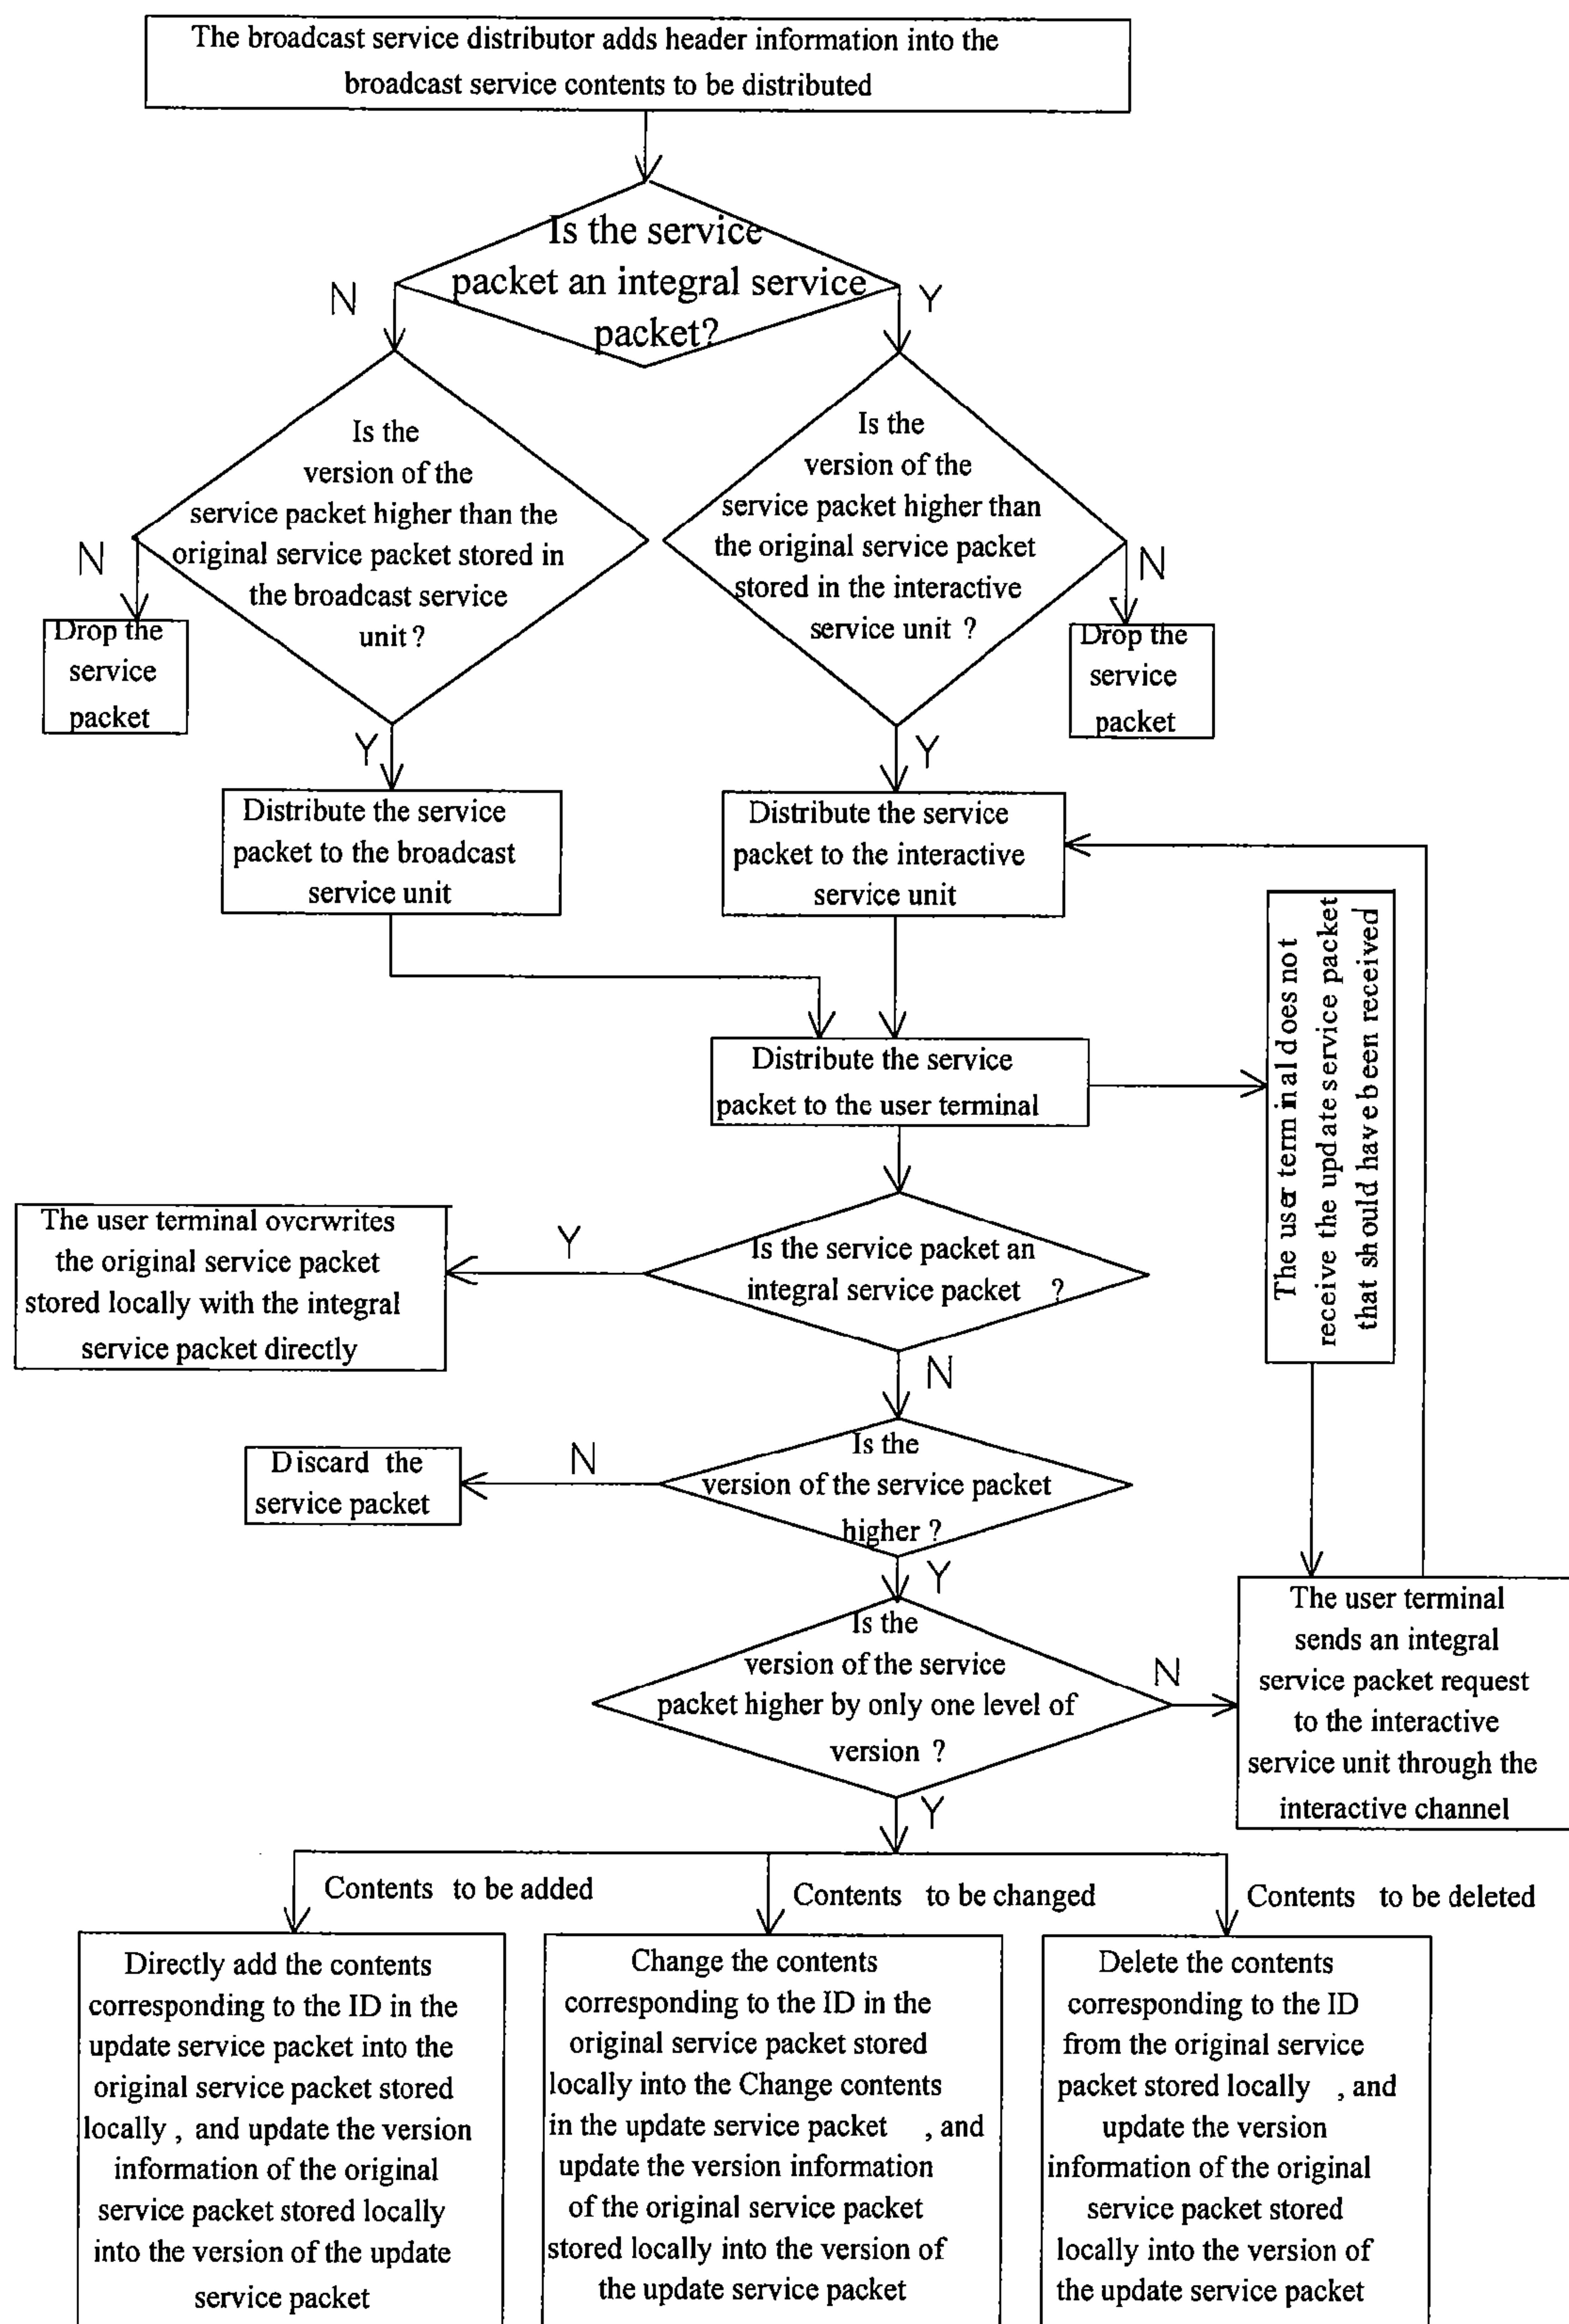 The broadcast service distributor adds header information into the
broadcast service contents to be distributed
Is the service
packet an integral service
packet?
N
Y
Is the
version of the
service packet higher than the
original service packet stored in
the broadcast service
unit ?
Is the
version of the
service packet higher than
the original service packet
stored in the interactive
service unit ?
N
N
Drop the
service
packet
Drop the
service
packet
Y
Y
Distribute the service
packet to the broadcast
service unit
Distribute the service
packet to the interactive
service unit
Distribute the service
packet to the user terminal
The user terminal does not
receive the update service packet
that should have been received
The user terminal overwrites
the original service packet
stored locally with the integral
service packet directly
Y
Is the service packet an
integral service packet ?
N
Discard the
service packet
N
Is the
version of the service packet
higher ?
Y
Is the
version of the service
packet higher by only one level of
version ?
N
The user terminal
sends an integral
service packet request
to the interactive
service unit through the
interactive channel
Y
Contents to be added
Contents to be changed
Contents to be deleted
Directly add the contents
corresponding to the ID in the
update service packet into the
original service packet stored
locally , and update the version
information of the original
service packet stored locally
into the version of the update
service packet
Change the contents
corresponding to the ID in the
original service packet stored
locally into the Change contents
in the update service packet , and
update the version information
of the original service packet
stored locally into the version of
the update service packet
Delete the contents
corresponding to the ID
from the original service
packet stored locally , and
update the version
information of the original
service packet stored
locally into the version of
the update service packet